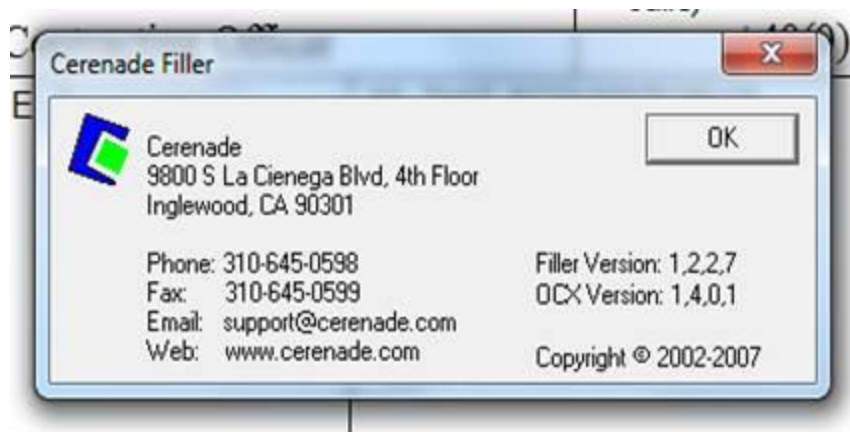 Cerenade Filler
OK
Cerenade
9800 S La Cienega Blvd, 4th Floor
Inglewood, CA 90301
Phone: 310-645-0598
Fax: 310-645-0599
Email: support@cerenade.com
Web: www.cerenade.com
Filler Version: 1,2,2,7
OCX Version: 1,4,0,1
Copyright © 2002-2007